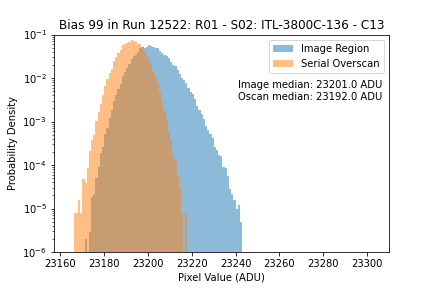 Bias 99 in Run 12522: R01 - S02: ITL-3800C-136 - C13
Image Region
Serial Overscan
Image median: 23201.0 ADU
Oscan median: 23192.0 ADU
Probability Density
10⁻¹
10⁻²
10⁻³
10⁻⁴
10⁻⁵
10⁻⁶
23160 23180 23200 23220 23240 23260 23280 23300
Pixel Value (ADU)